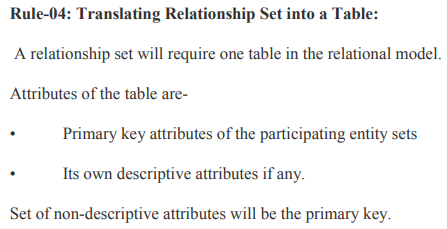 Rule-04: Translating Relationship Set into a Table:
A relationship set will require one table in the relational model.
Attributes of the table are-
• Primary key attributes of the participating entity sets
• Its own descriptive attributes if any.
Set of non-descriptive attributes will be the primary key.